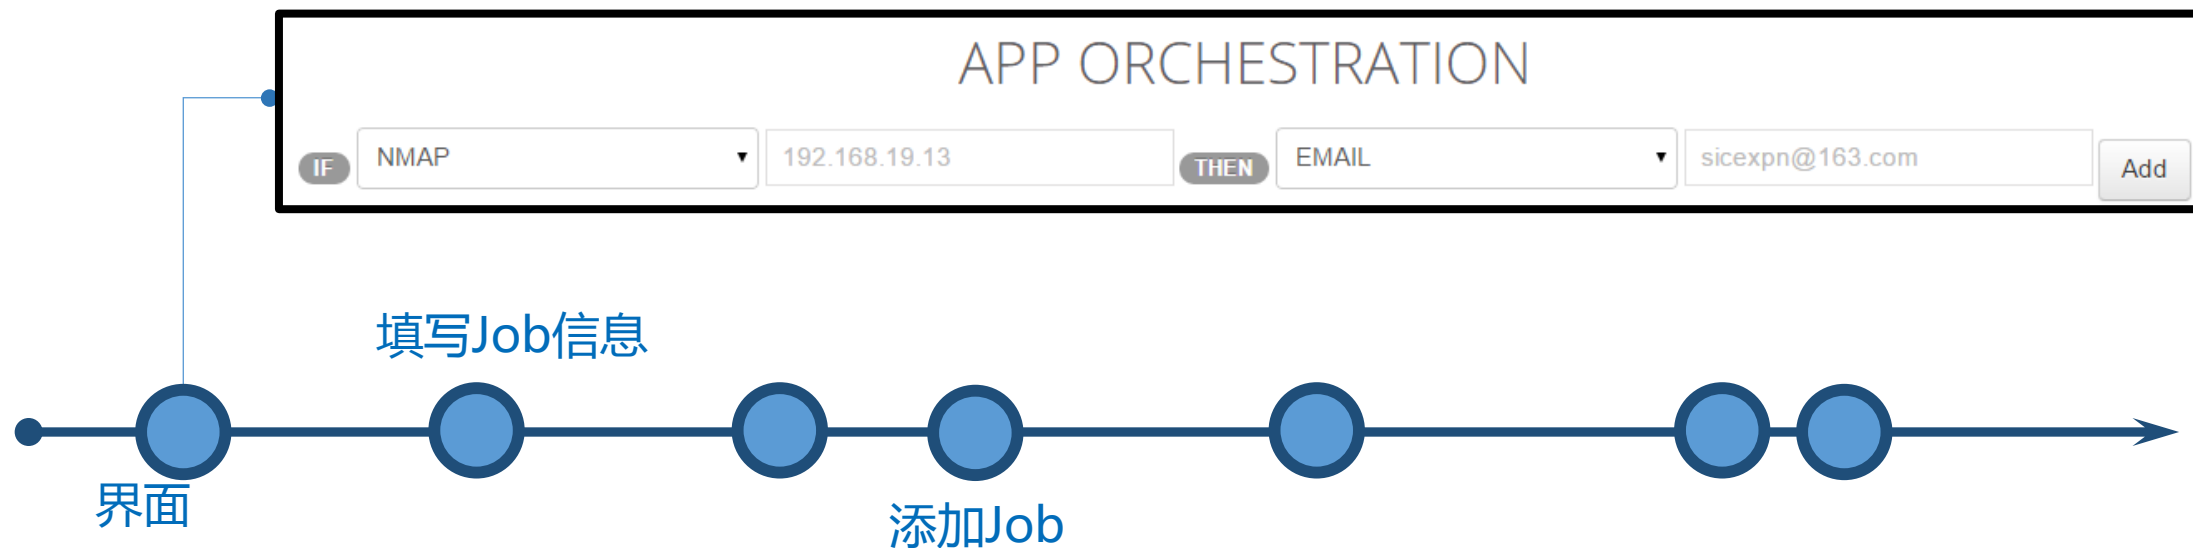 APP ORCHESTRATION
IF NMAP 192.168.19.13 THEN EMAIL sicexpn@163.com Add
填写Job信息
界面
添加Job